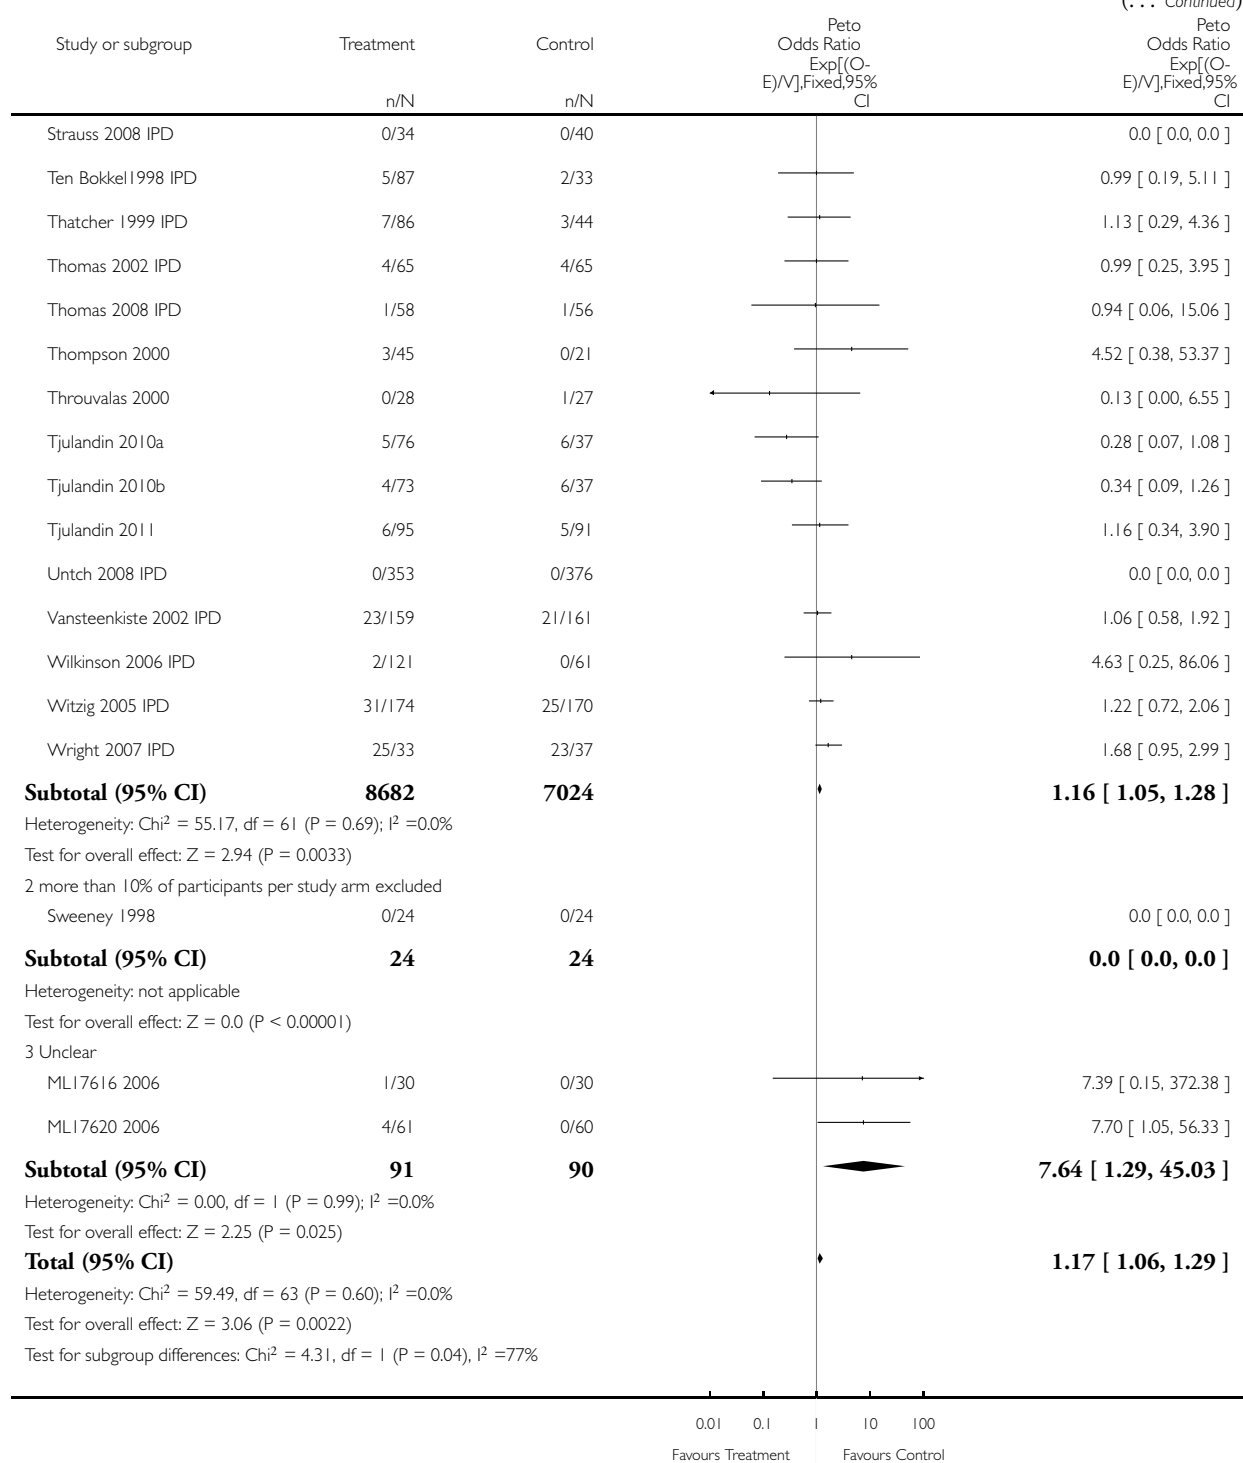 (... Continued)
Study or subgroup Treatment Control Peto Odds Ratio Exp[(O-E)/V],Fixed,95% CI Peto Odds Ratio Exp[(O-E)/V],Fixed,95% CI
n/N n/N
Strauss 2008 IPD 0/34 0/40 0.0 [ 0.0, 0.0 ]
Ten Bokkel1998 IPD 5/87 2/33 0.99 [ 0.19, 5.11 ]
Thatcher 1999 IPD 7/86 3/44 1.13 [ 0.29, 4.36 ]
Thomas 2002 IPD 4/65 4/65 0.99 [ 0.25, 3.95 ]
Thomas 2008 IPD 1/58 1/56 0.94 [ 0.06, 15.06 ]
Thompson 2000 3/45 0/21 4.52 [ 0.38, 53.37 ]
Throuvalas 2000 0/28 1/27 0.13 [ 0.00, 6.55 ]
Tjulandin 2010a 5/76 6/37 0.28 [ 0.07, 1.08 ]
Tjulandin 2010b 4/73 6/37 0.34 [ 0.09, 1.26 ]
Tjulandin 2011 6/95 5/91 1.16 [ 0.34, 3.90 ]
Untch 2008 IPD 0/353 0/376 0.0 [ 0.0, 0.0 ]
Vansteenkiste 2002 IPD 23/159 21/161 1.06 [ 0.58, 1.92 ]
Wilkinson 2006 IPD 2/121 0/61 4.63 [ 0.25, 86.06 ]
Witzig 2005 IPD 31/174 25/170 1.22 [ 0.72, 2.06 ]
Wright 2007 IPD 25/33 23/37 1.68 [ 0.95, 2.99 ]
Subtotal (95% CI) 8682 7024 1.16 [ 1.05, 1.28 ]
Heterogeneity: Chi² = 55.17, df = 61 (P = 0.69); I² =0.0%
Test for overall effect: Z = 2.94 (P = 0.0033)
2 more than 10% of participants per study arm excluded
Sweeney 1998 0/24 0/24 0.0 [ 0.0, 0.0 ]
Subtotal (95% CI) 24 24 0.0 [ 0.0, 0.0 ]
Heterogeneity: not applicable
Test for overall effect: Z = 0.0 (P < 0.00001)
3 Unclear
ML17616 2006 1/30 0/30 7.39 [ 0.15, 372.38 ]
ML17620 2006 4/61 0/60 7.70 [ 1.05, 56.33 ]
Subtotal (95% CI) 91 90 7.64 [ 1.29, 45.03 ]
Heterogeneity: Chi² = 0.00, df = 1 (P = 0.99); I² =0.0%
Test for overall effect: Z = 2.25 (P = 0.025)
Total (95% CI) 1.17 [ 1.06, 1.29 ]
Heterogeneity: Chi² = 59.49, df = 63 (P = 0.60); I² =0.0%
Test for overall effect: Z = 3.06 (P = 0.0022)
Test for subgroup differences: Chi² = 4.31, df = 1 (P = 0.04), I² =77%
0.01 0.1 1 10 100
Favours Treatment Favours Control